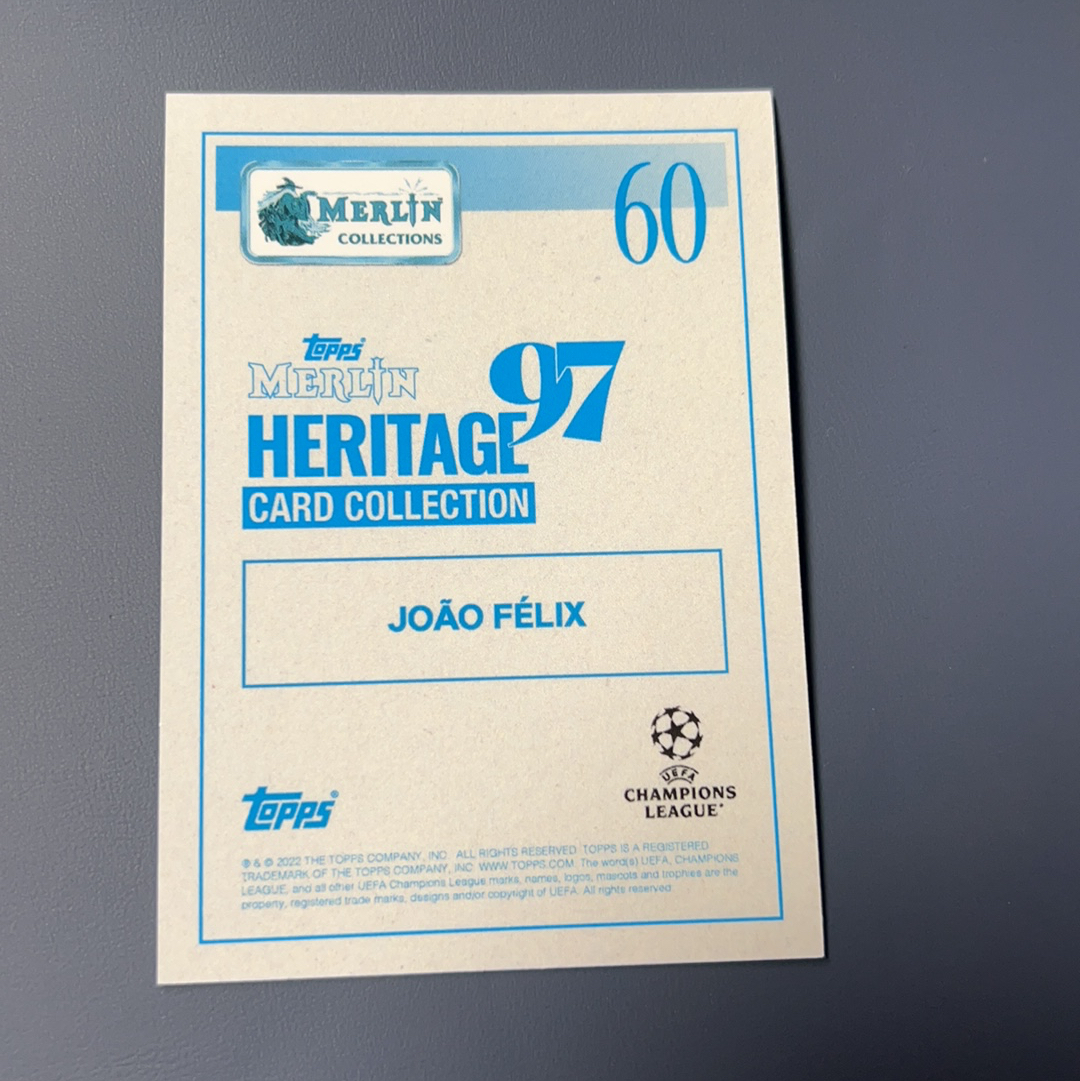 MERLIN
COLLECTIONS
60
topps
MERLIN
97
HERITAGE
CARD COLLECTION
JOÃO FÉLIX
UEFA
CHAMPIONS
LEAGUE
topps
® & © 2022 THE TOPPS COMPANY, INC. ALL RIGHTS RESERVED. TOPPS IS A REGISTERED
TRADEMARK OF THE TOPPS COMPANY, INC. WWW.TOPPS.COM. The word(s) UEFA, CHAMPIONS
LEAGUE, and all other UEFA Champions League marks, names, logos, mascots and trophies are the
property, registered trade marks, designs and/or copyright of UEFA. All rights reserved.